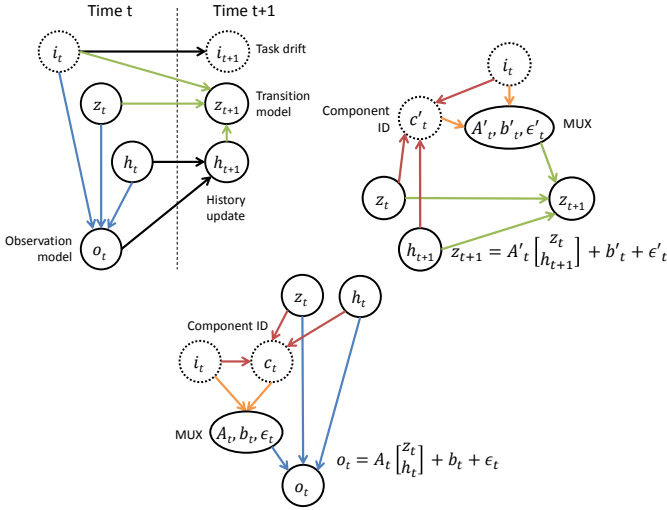 Time t
Time t+1
i_t
i_{t+1}
Task drift
z_t
z_{t+1}
Transition
model
h_t
h_{t+1}
History
update
Observation
model
o_t
i_t
Component
ID
c'_t
A'_t, b'_t, ϵ'_t
MUX
z_t
z_{t+1}
h_{t+1}
z_{t+1} = A'_t [z_t h_{t+1}] + b'_t + ϵ'_t
z_t
h_t
Component ID
i_t
c_t
MUX
A_t, b_t, ϵ_t
o_t = A_t [z_t h_t] + b_t + ϵ_t
o_t